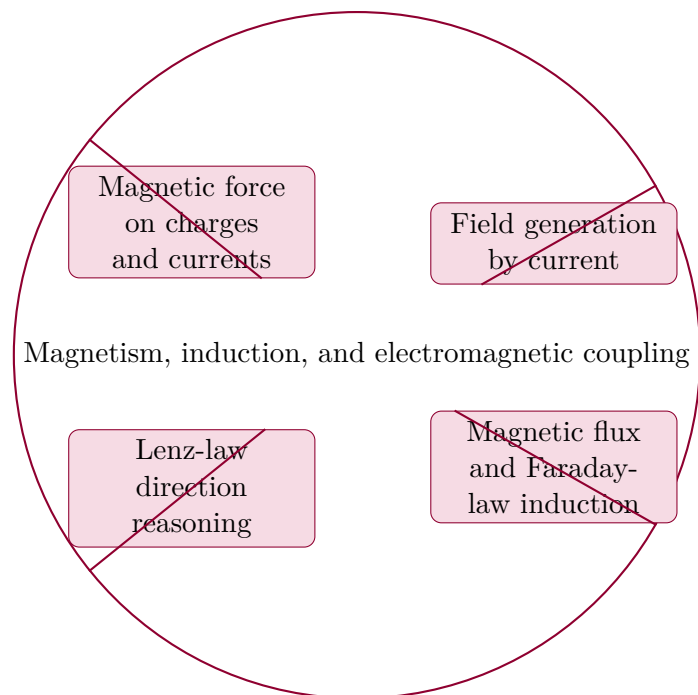 Magnetic force
on charges
and currents
Field generation
by current
Magnetism, induction, and electromagnetic coupling
Lenz-law
direction
reasoning
Magnetic flux
and Faraday-
law induction